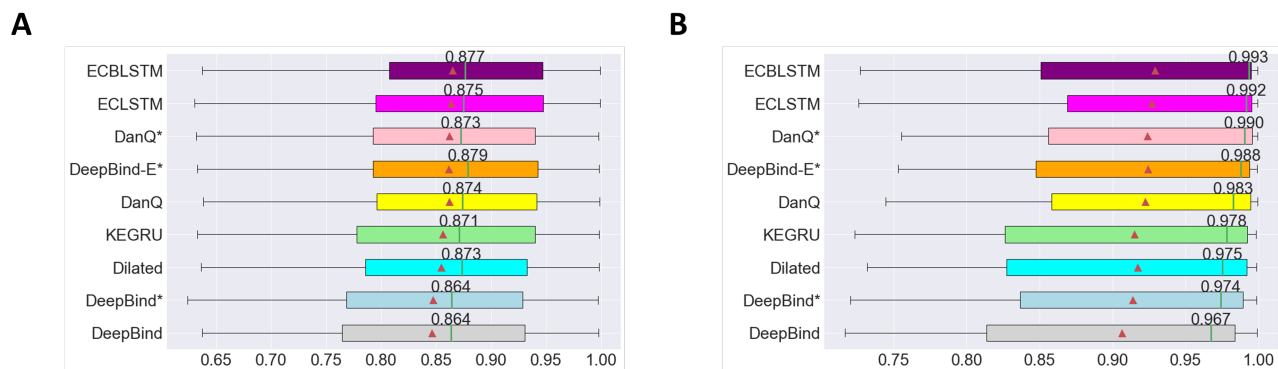 A
ECBLSTM
0.877
ECLSTM
0.875
DanQ*
0.873
DeepBind-E*
0.879
DanQ
0.874
KEGRU
0.871
Dilated
0.873
DeepBind*
0.864
DeepBind
0.864
0.65 0.70 0.75 0.80 0.85 0.90 0.95 1.00
B
ECBLSTM
0.993
ECLSTM
0.992
DanQ*
0.990
DeepBind-E*
0.988
DanQ
0.983
KEGRU
0.978
Dilated
0.975
DeepBind*
0.974
DeepBind
0.967
0.75 0.80 0.85 0.90 0.95 1.00